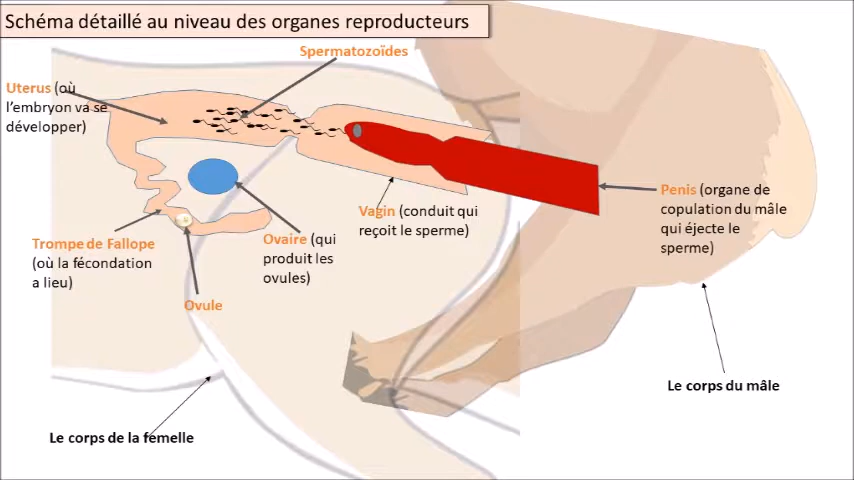 Schéma détaillé au niveau des organes reproducteurs
Spermatozoïdes
Uterus (où
l'embryon va se
développer)
Trompe de Fallope
(où la fécondation
a lieu)
Ovule
Ovaire (qui
produit les
ovules)
Vagin (conduit qui
reçoit le sperme)
Penis (organe de
copulation du mâle
qui éjecte le
sperme)
Le corps du mâle
Le corps de la femelle